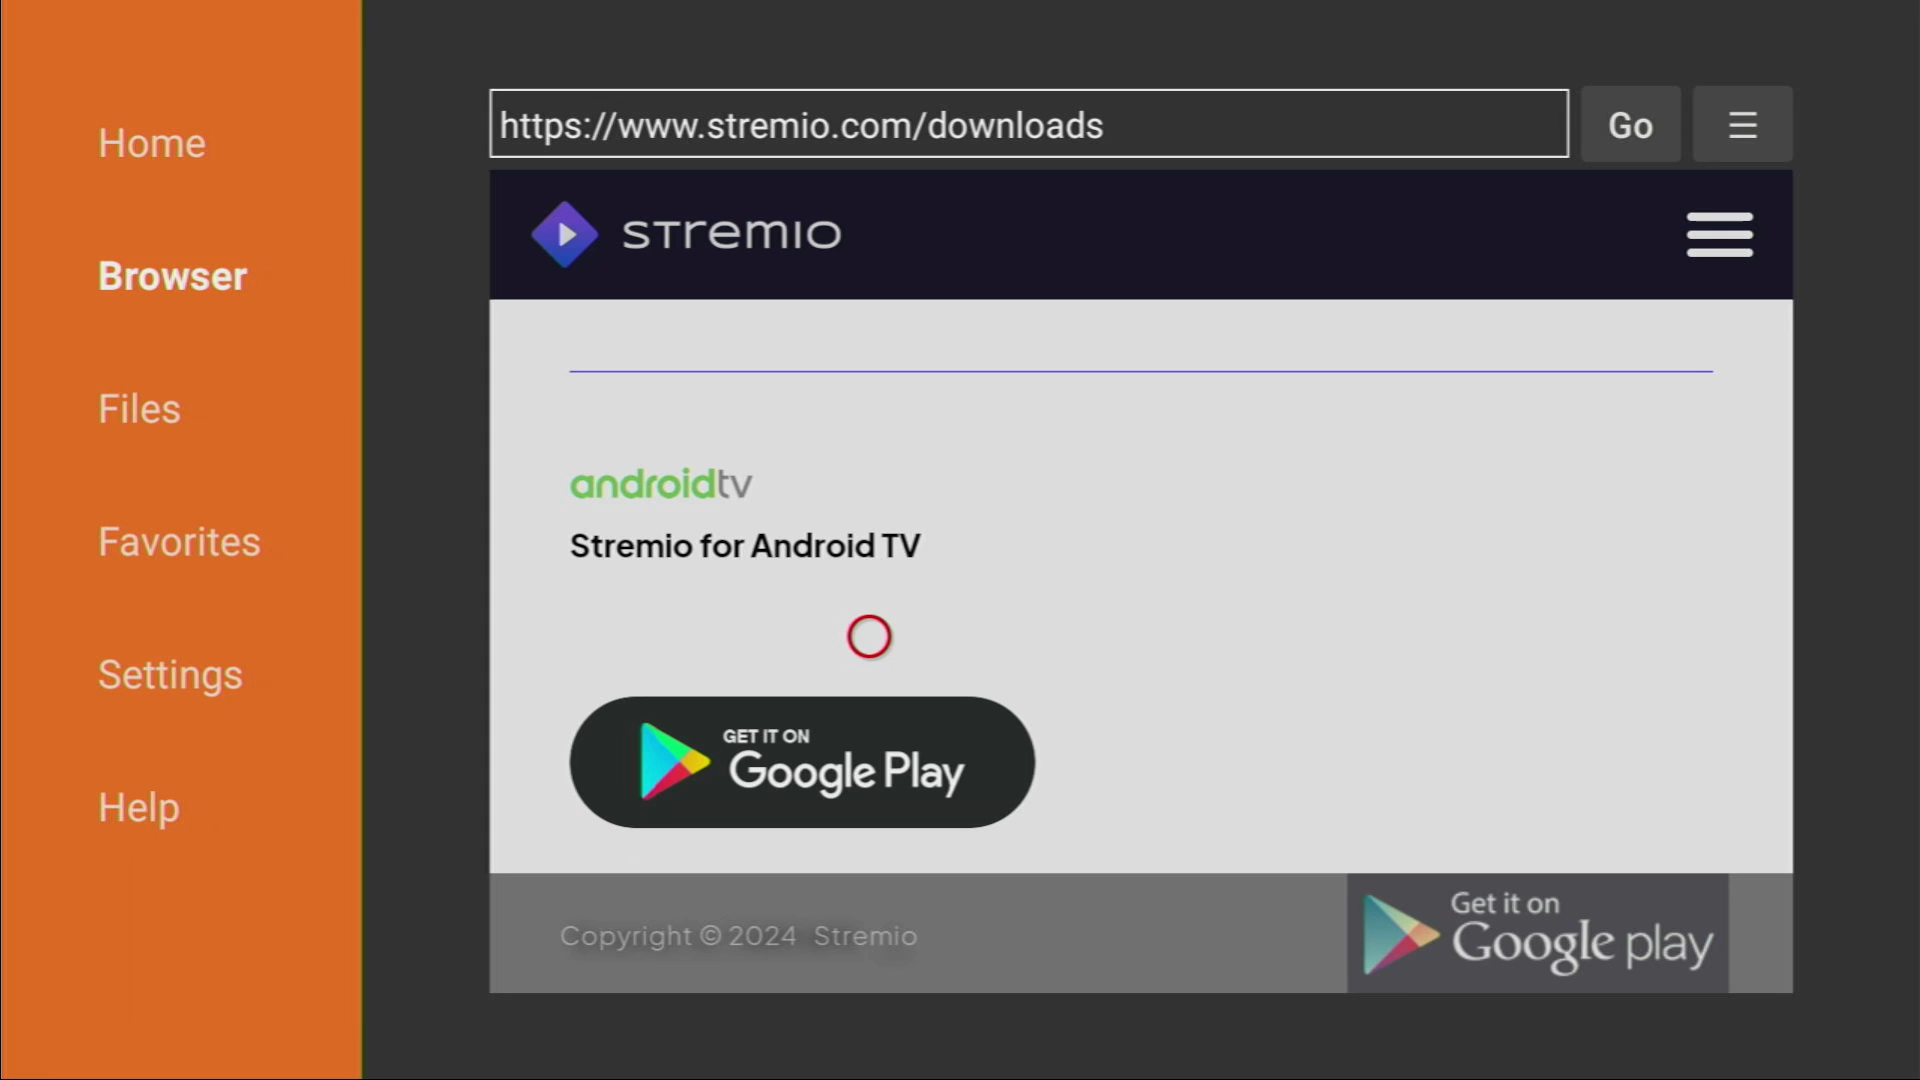 Home
Browser
Files
Favorites
Settings
Help
https://www.stremio.com/downloads
Go
STremIO
androidtv
Stremio for Android TV
GET IT ON
Google Play
Copyright © 2024 Stremio
Get it on
Google play